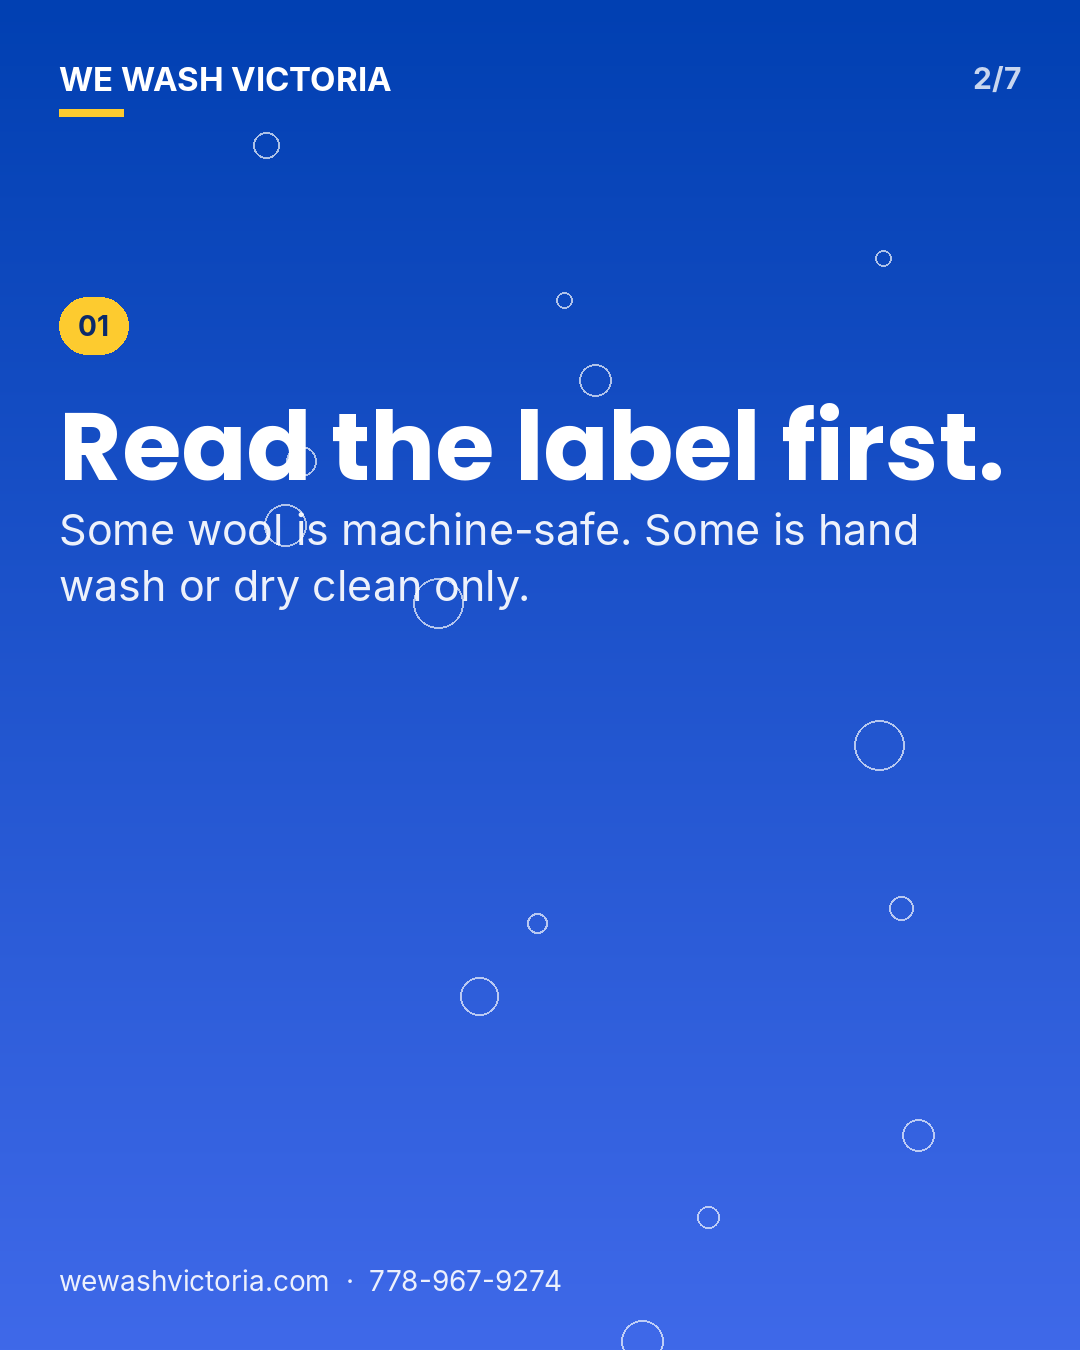 WE WASH VICTORIA
2/7
01
Read the label first.
Some wool is machine-safe. Some is hand
wash or dry clean only.
wewashvictoria.com · 778-967-9274